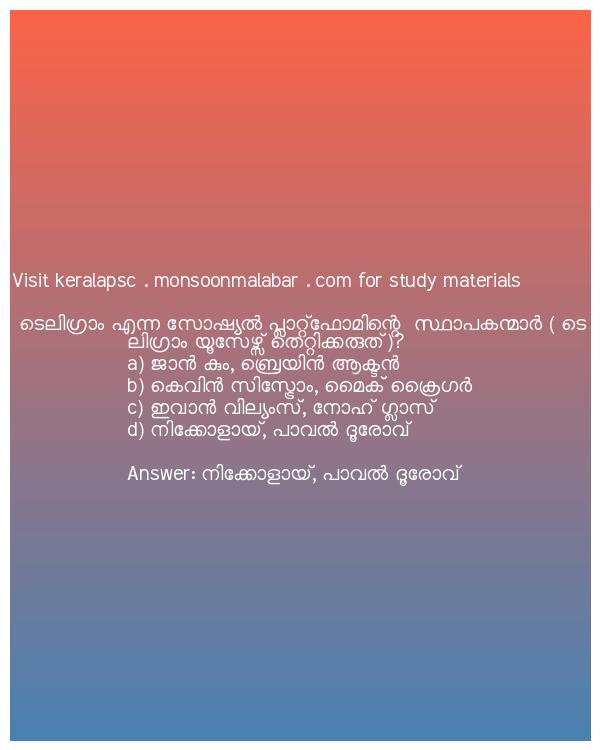 Visit keralapsc . monsoonmalabar . com for study materials
ടെലിഗ്രാം എന്ന സോഷ്യൽ പ്ലാറ്റ്ഫോമിന്റെ സ്ഥാപകന്മാർ ( ടെ
ലിഗ്രാം യൂസേഴ്സ് തെറ്റിക്കരുത് )?
a) ജാൻ കും, ബ്രെയിൻ ആക്ടൻ
b) കെവിൻ സിസ്ട്രോം, മൈക് ക്രൈഗർ
c) ഇവാൻ വില്യംസ്, നോഹ് ഗ്ലാസ്
d) നിക്കോളായ്, പാവൽ ദൂരോവ്
Answer: നിക്കോളായ്, പാവൽ ദൂരോവ്